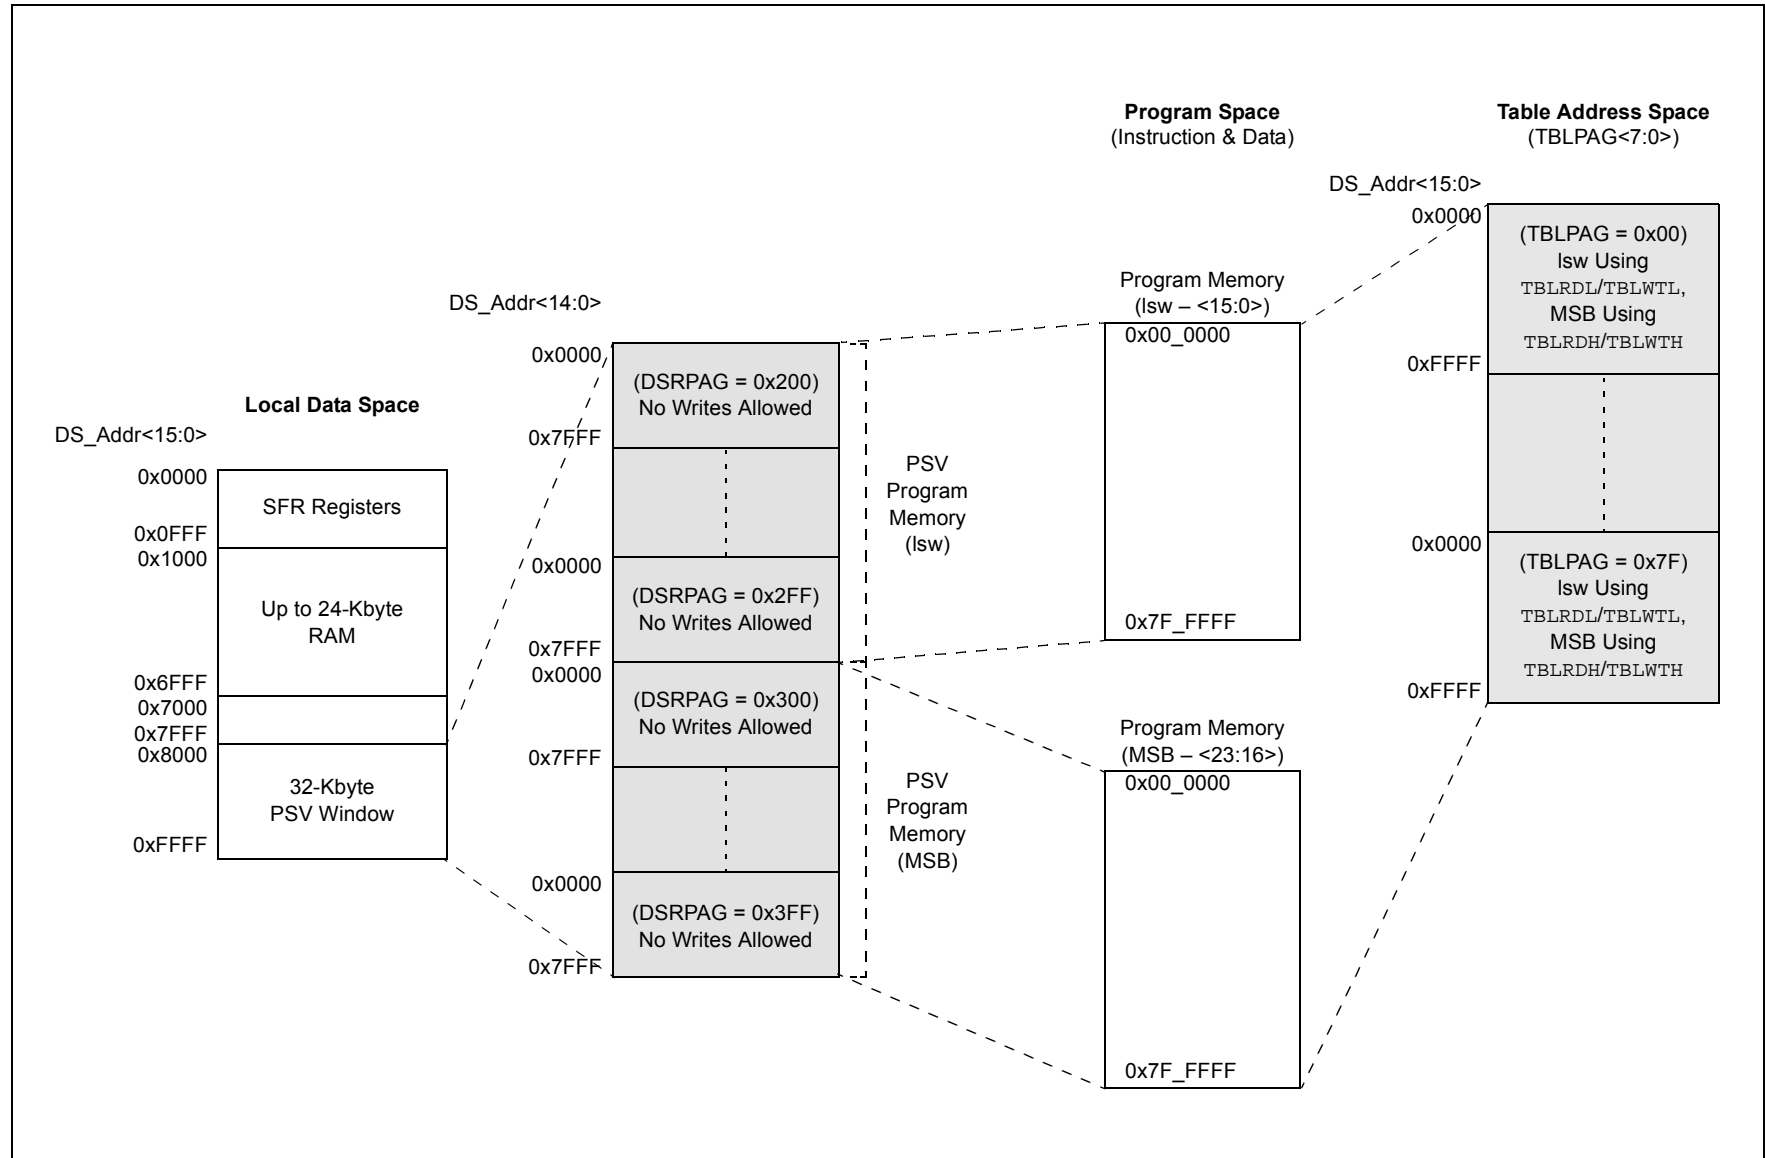 Local Data Space
DS_Addr<15:0>
0x0000
SFR Registers
0x0FFF
0x1000
Up to 24-Kbyte
RAM
0x6FFF
0x7000
0x7FFF
0x8000
32-Kbyte
PSV Window
0xFFFF
DS_Addr<14:0>
0x0000
(DSRPAG = 0x200)
No Writes Allowed
0x7FFF
0x0000
(DSRPAG = 0x2FF)
No Writes Allowed
0x7FFF
0x0000
(DSRPAG = 0x300)
No Writes Allowed
0x7FFF
0x0000
(DSRPAG = 0x3FF)
No Writes Allowed
0x7FFF
PSV
Program
Memory
(lsw)
PSV
Program
Memory
(MSB)
Program Space
(Instruction & Data)
Program Memory
(lsw – <15:0>)
0x00_0000
0x7F_FFFF
Program Memory
(MSB – <23:16>)
0x00_0000
0x7F_FFFF
Table Address Space
(TBLPAG<7:0>)
DS_Addr<15:0>
0x0000
(TBLPAG = 0x00)
lsw Using
TBLRDL/TBLWTL,
MSB Using
TBLRDH/TBLWTH
0xFFFF
0x0000
(TBLPAG = 0x7F)
lsw Using
TBLRDL/TBLWTL,
MSB Using
TBLRDH/TBLWTH
0xFFFF